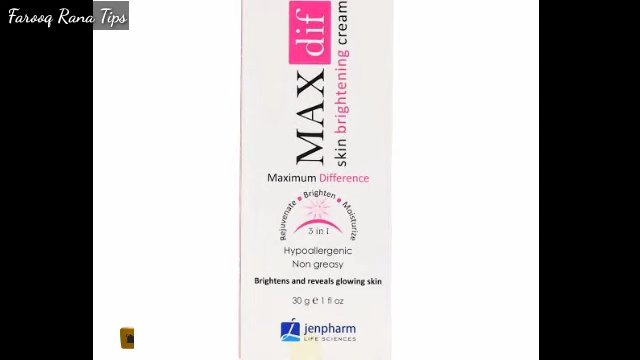 Farooq Rana Tips
MAX dif
skin brightening cream
Maximum Difference
Rejuvenate • Brighten • Moisturize
3 in 1
Hypoallergenic
Non greasy
Brightens and reveals glowing skin
30 g e 1 fl oz
jenpharm
LIFE SCIENCES